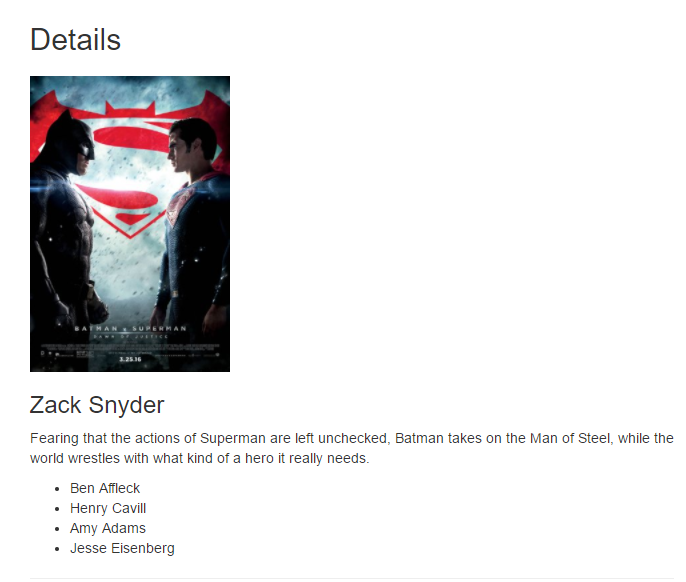 Details
BATMAN v SUPERMAN
DAWN OF JUSTICE
3.25.16
Zack Snyder
Fearing that the actions of Superman are left unchecked, Batman takes on the Man of Steel, while the
world wrestles with what kind of a hero it really needs.
Ben Affleck
Henry Cavill
Amy Adams
Jesse Eisenberg